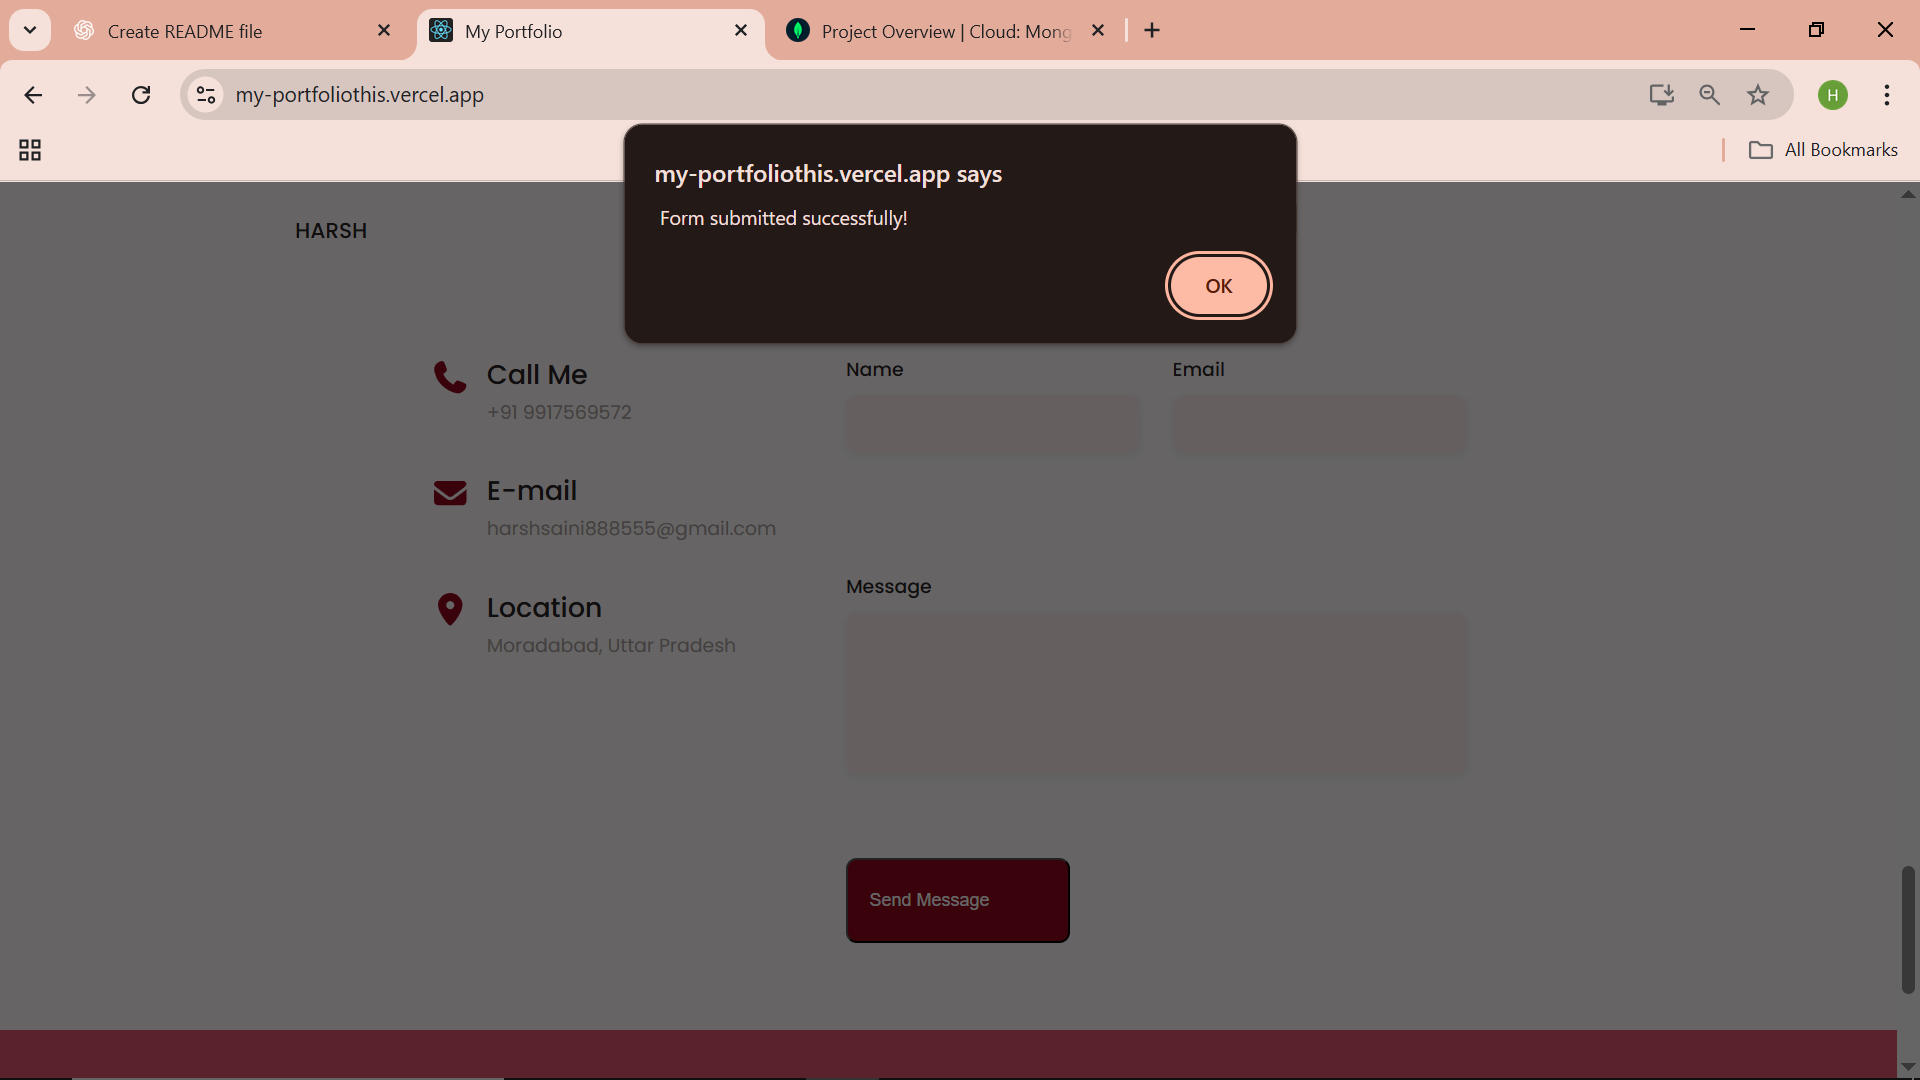 Create README file
My Portfolio
Project Overview | Cloud: Mong
my-portfoliothis.vercel.app
H
All Bookmarks
my-portfoliothis.vercel.app says
Form submitted successfully!
OK
HARSH
Call Me
+91 9917569572
E-mail
harshsaini888555@gmail.com
Location
Moradabad, Uttar Pradesh
Name
Email
Message
Send Message